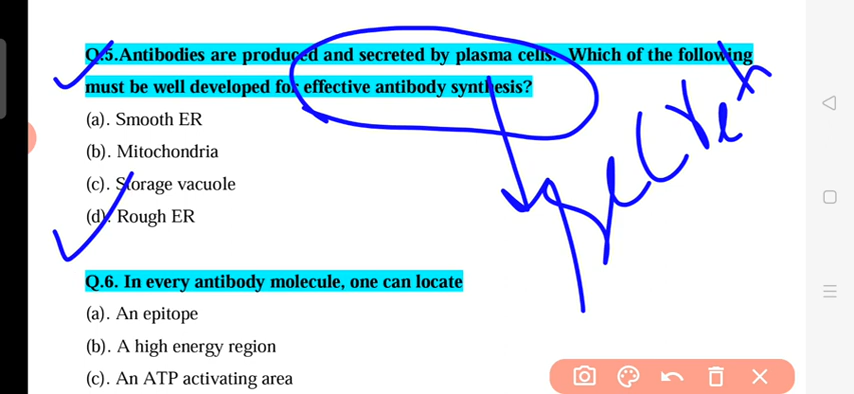 Q.5.Antibodies are produced and secreted by plasma cells. Which of the following
must be well developed for effective antibody synthesis?
(a). Smooth ER
(b). Mitochondria
(c). Storage vacuole
(d). Rough ER
Q.6. In every antibody molecule, one can locate
(a). An epitope
(b). A high energy region
(c). An ATP activating area